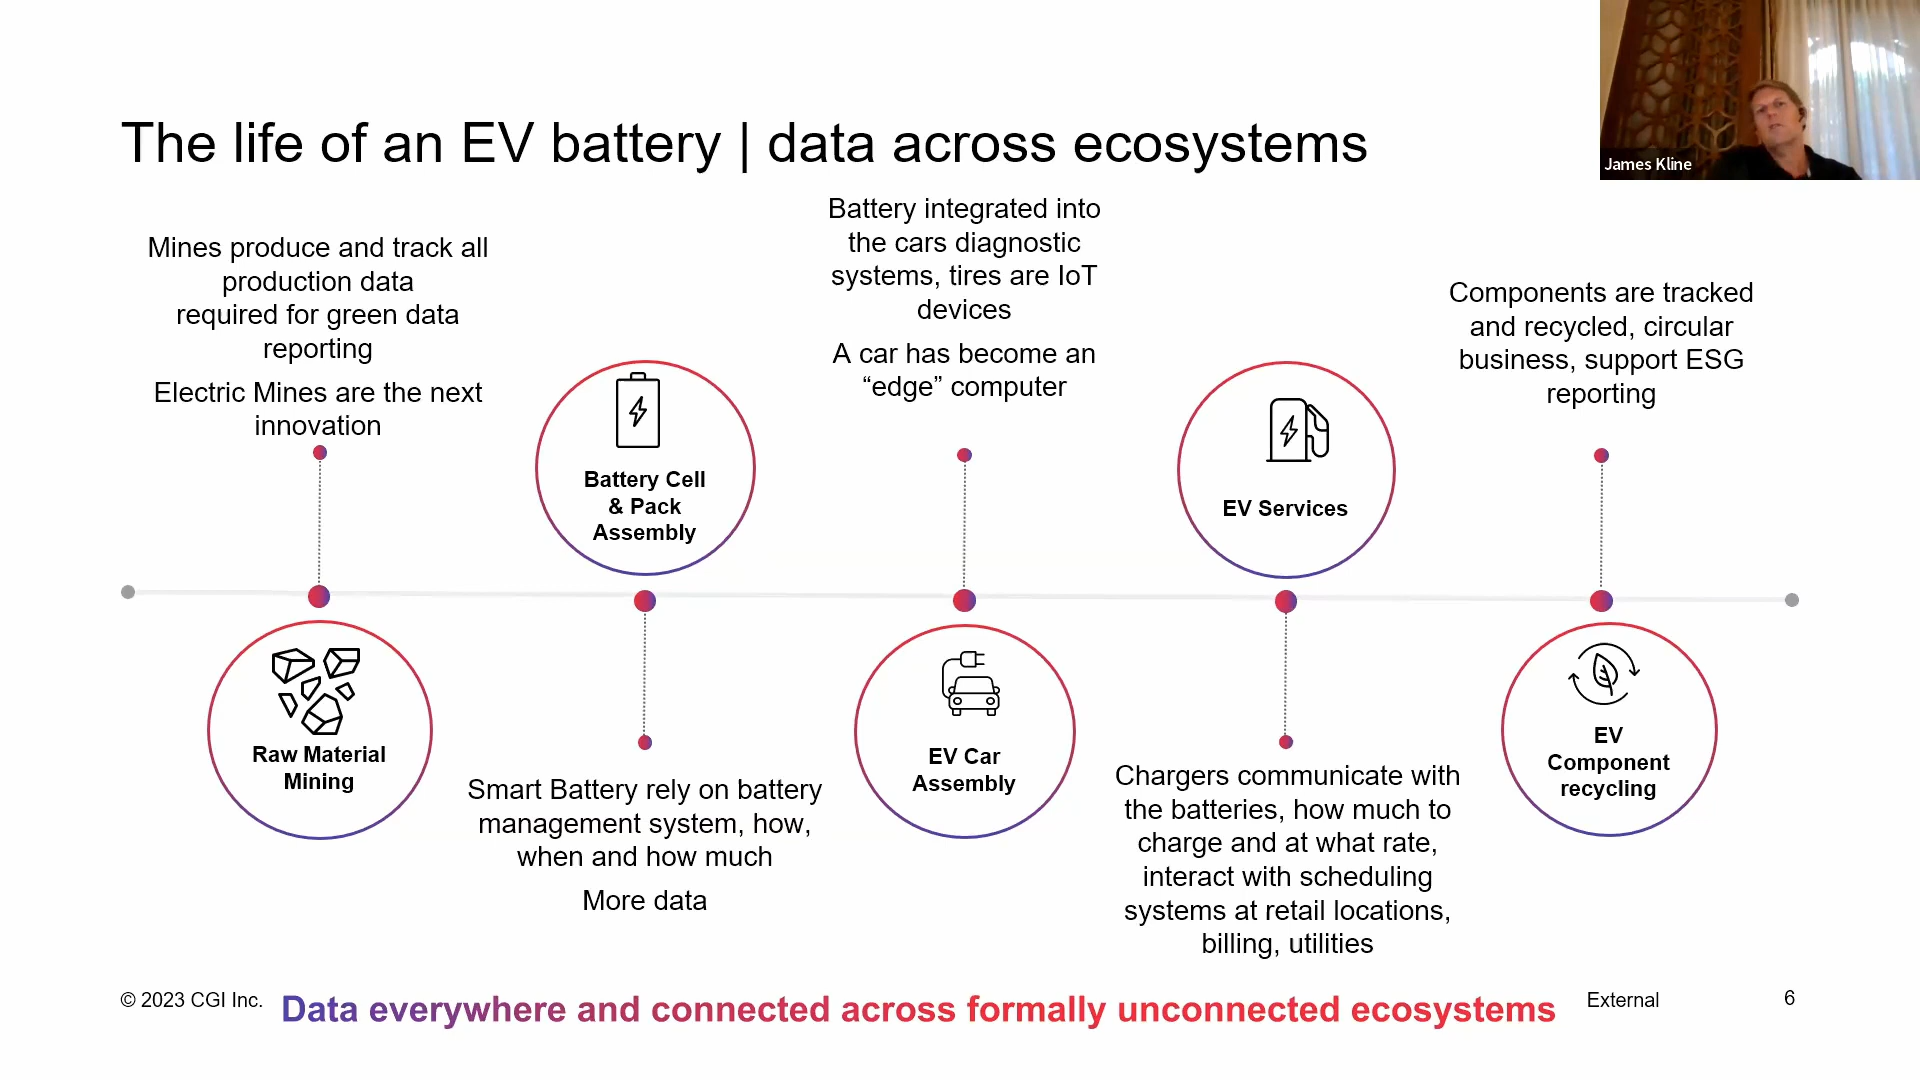 The life of an EV battery | data across ecosystems
James Kline
Mines produce and track all
production data
required for green data
reporting
Electric Mines are the next
innovation
Raw Material
Mining
Battery Cell
& Pack
Assembly
Smart Battery rely on battery
management system, how,
when and how much
More data
Battery integrated into
the cars diagnostic
systems, tires are IoT
devices
A car has become an
“edge” computer
EV Car
Assembly
EV Services
Chargers communicate with
the batteries, how much to
charge and at what rate,
interact with scheduling
systems at retail locations,
billing, utilities
Components are tracked
and recycled, circular
business, support ESG
reporting
EV
Component
recycling
© 2023 CGI Inc.
Data everywhere and connected across formally unconnected ecosystems
External
6